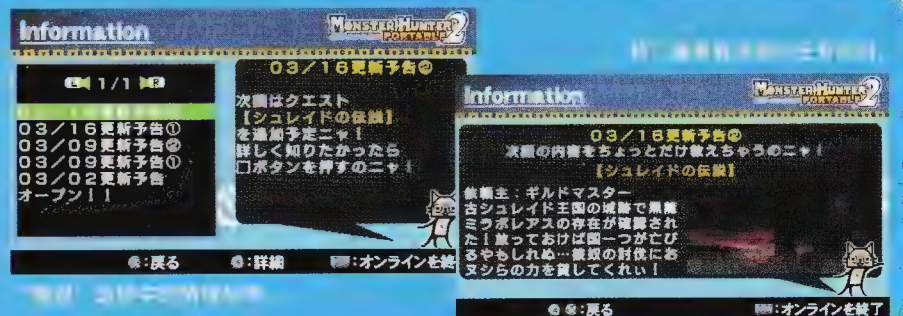 Information
MONSTER HUNTER PORTABLE 2
1/1
03/16更新予告①
03/09更新予告②
03/09更新予告①
03/02更新予告
オープン!!
03/16更新予告②
次回はクエスト
【シュレイドの伝説】
を追加予定ニャ!
詳しく知りたかったら
□ボタンを押すのニャ!
:戻る :詳細 :オンラインを終
Information
MONSTER HUNTER PORTABLE 2
03/16更新予告②
次回の内容をちょっとだけ教えちゃうのニャ!
【シュレイドの伝説】
依頼主:ギルドマスター
古シュレイド王国の城跡で黒龍
ミラボレアスの存在が確認され
た!放っておけば国一つが亡び
るやもしれぬ…彼奴の討伐にお
ヌシらの力を貸してくれぃ!
:戻る :オンラインを終了